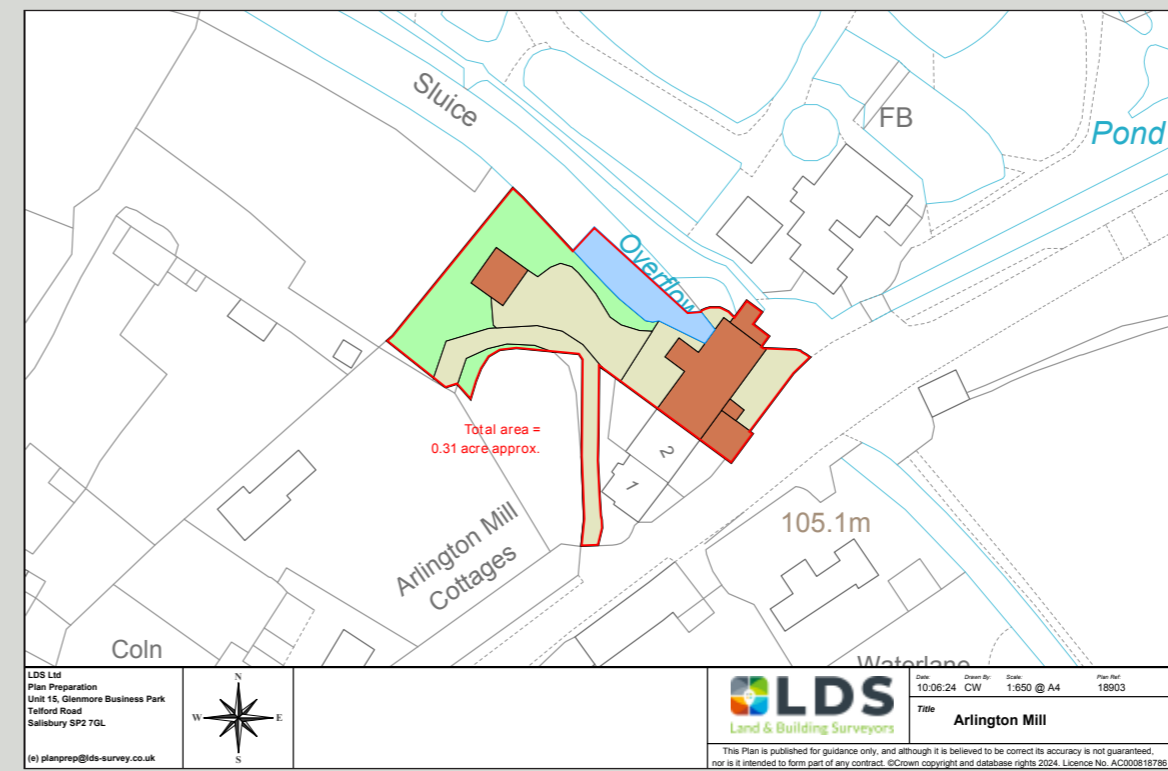 Sluice
FB
Pond
Overflow
Total area =
0.31 acre approx.
2
1
105.1m
Arlington Mill
Cottages
Coln
Waterlane
LDS Ltd
Plan Preparation
Unit 15, Glenmore Business Park
Telford Road
Salisbury SP2 7GL
(e) planprep@lds-survey.co.uk
N
W E
S
LDS
Land & Building Surveyors
Date: Drawn By: Scale: Plan Ref:
10:06:24 CW 1:650 @ A4 18903
Title
Arlington Mill
This Plan is published for guidance only, and although it is believed to be correct its accuracy is not guaranteed,
nor is it intended to form part of any contract. ©Crown copyright and database rights 2024. Licence No. AC000818786